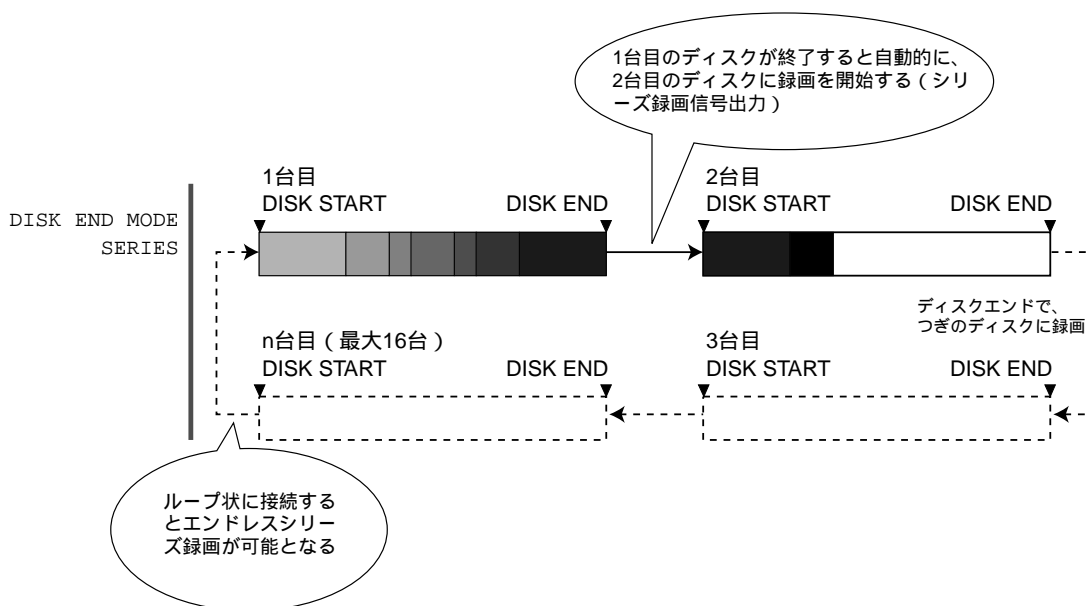 1台目のディスクが終了すると自動的に、
2台目のディスクに録画を開始する（シリ
ーズ録画信号出力）
1台目
DISK START DISK END
2台目
DISK START DISK END
DISK END MODE
SERIES
ディスクエンドで、
つぎのディスクに録画
n台目（最大16台）
DISK START DISK END
3台目
DISK START DISK END
ループ状に接続する
とエンドレスシリー
ズ録画が可能となる